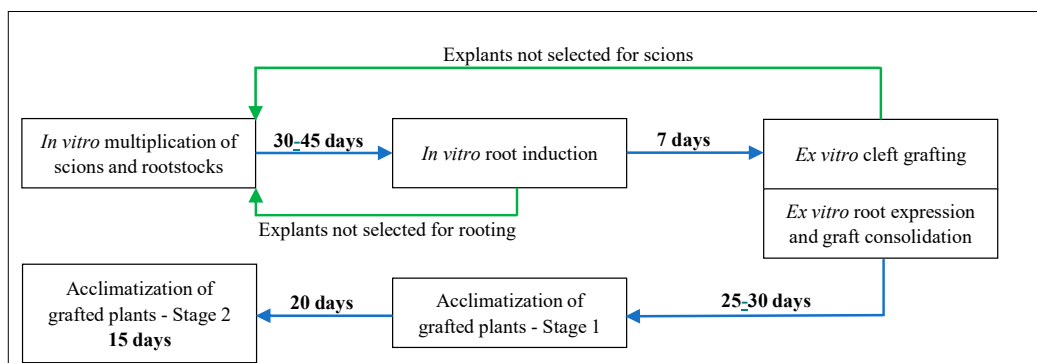 Explants not selected for scions
In vitro multiplication of
scions and rootstocks
30-45 days
In vitro root induction
7 days
Ex vitro cleft grafting
Explants not selected for rooting
Ex vitro root expression
and graft consolidation
Acclimatization of
grafted plants - Stage 2
15 days
20 days
Acclimatization of
grafted plants - Stage 1
25-30 days